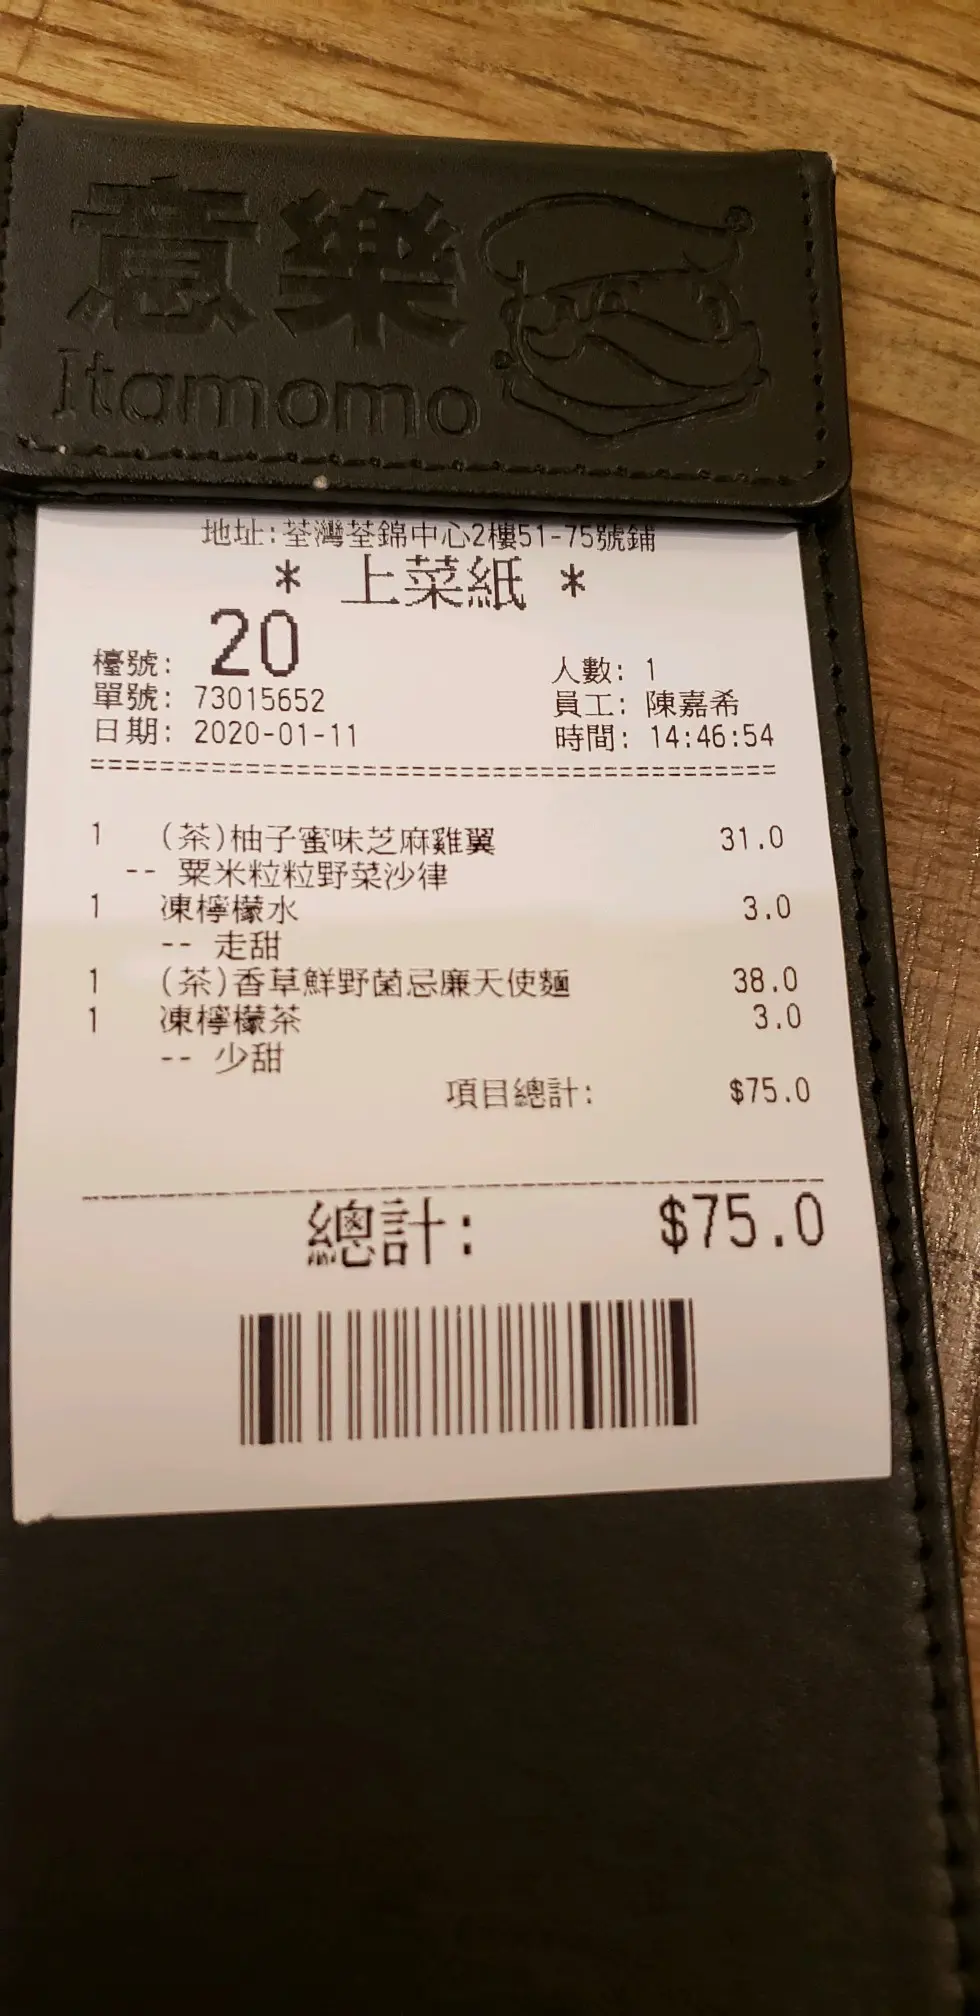 意樂
Itamomo
地址:荃灣荃錦中心2樓51-75號鋪
* 上菜紙 *
檯號: 20
人數: 1
單號: 73015652
員工: 陳嘉希
日期: 2020-01-11
時間: 14:46:54
========================================
1 (茶)柚子蜜味芝麻雞翼 31.0
-- 粟米粒粒野菜沙律
1 凍檸檬水 3.0
-- 走甜
1 (茶)香草鮮野菌忌廉天使麵 38.0
1 凍檸檬茶 3.0
-- 少甜
項目總計: $75.0
總計: $75.0